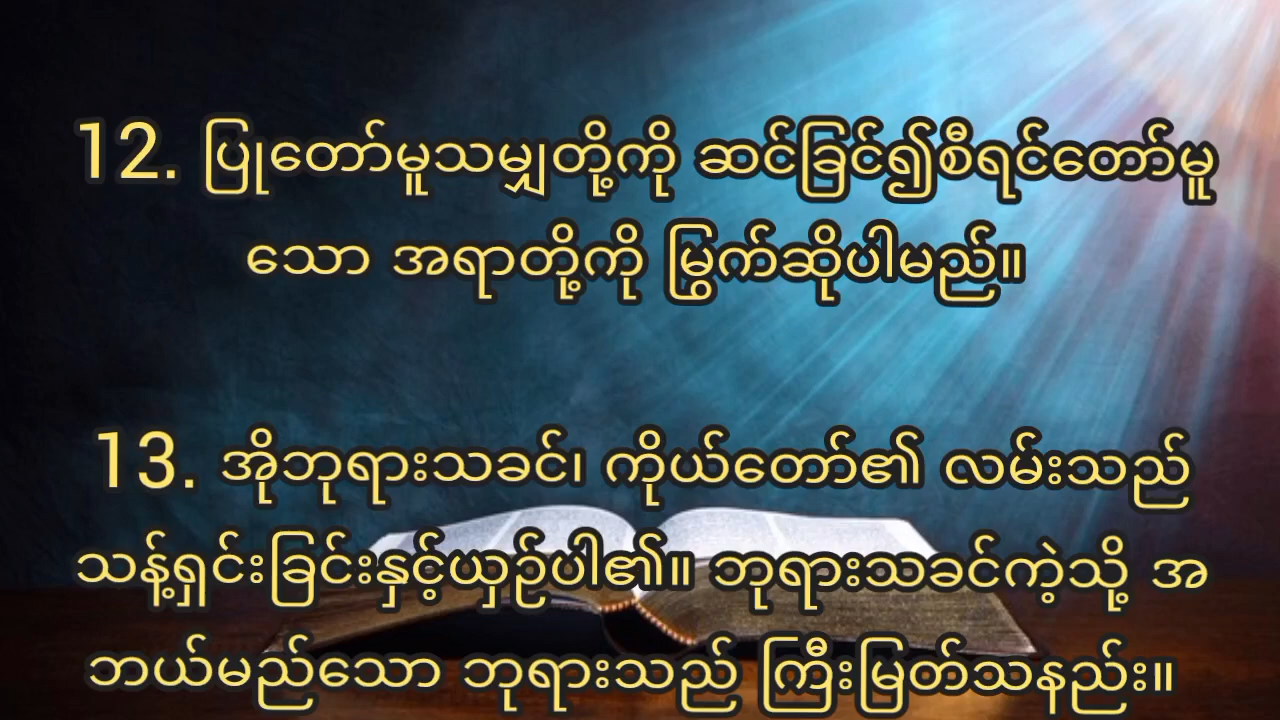 12. ပြုတော်မူသမျှတို့ကို ဆင်ခြင်၍စီရင်တော်မူ
သော အရာတို့ကို မြွက်ဆိုပါမည်။
13. အိုဘုရားသခင်၊ ကိုယ်တော်၏ လမ်းသည်
သန့်ရှင်းခြင်းနှင့်ယှဉ်ပါ၏။ ဘုရားသခင်ကဲ့သို့ အ
ဘယ်မည်သော ဘုရားသည် ကြီးမြတ်သနည်း။